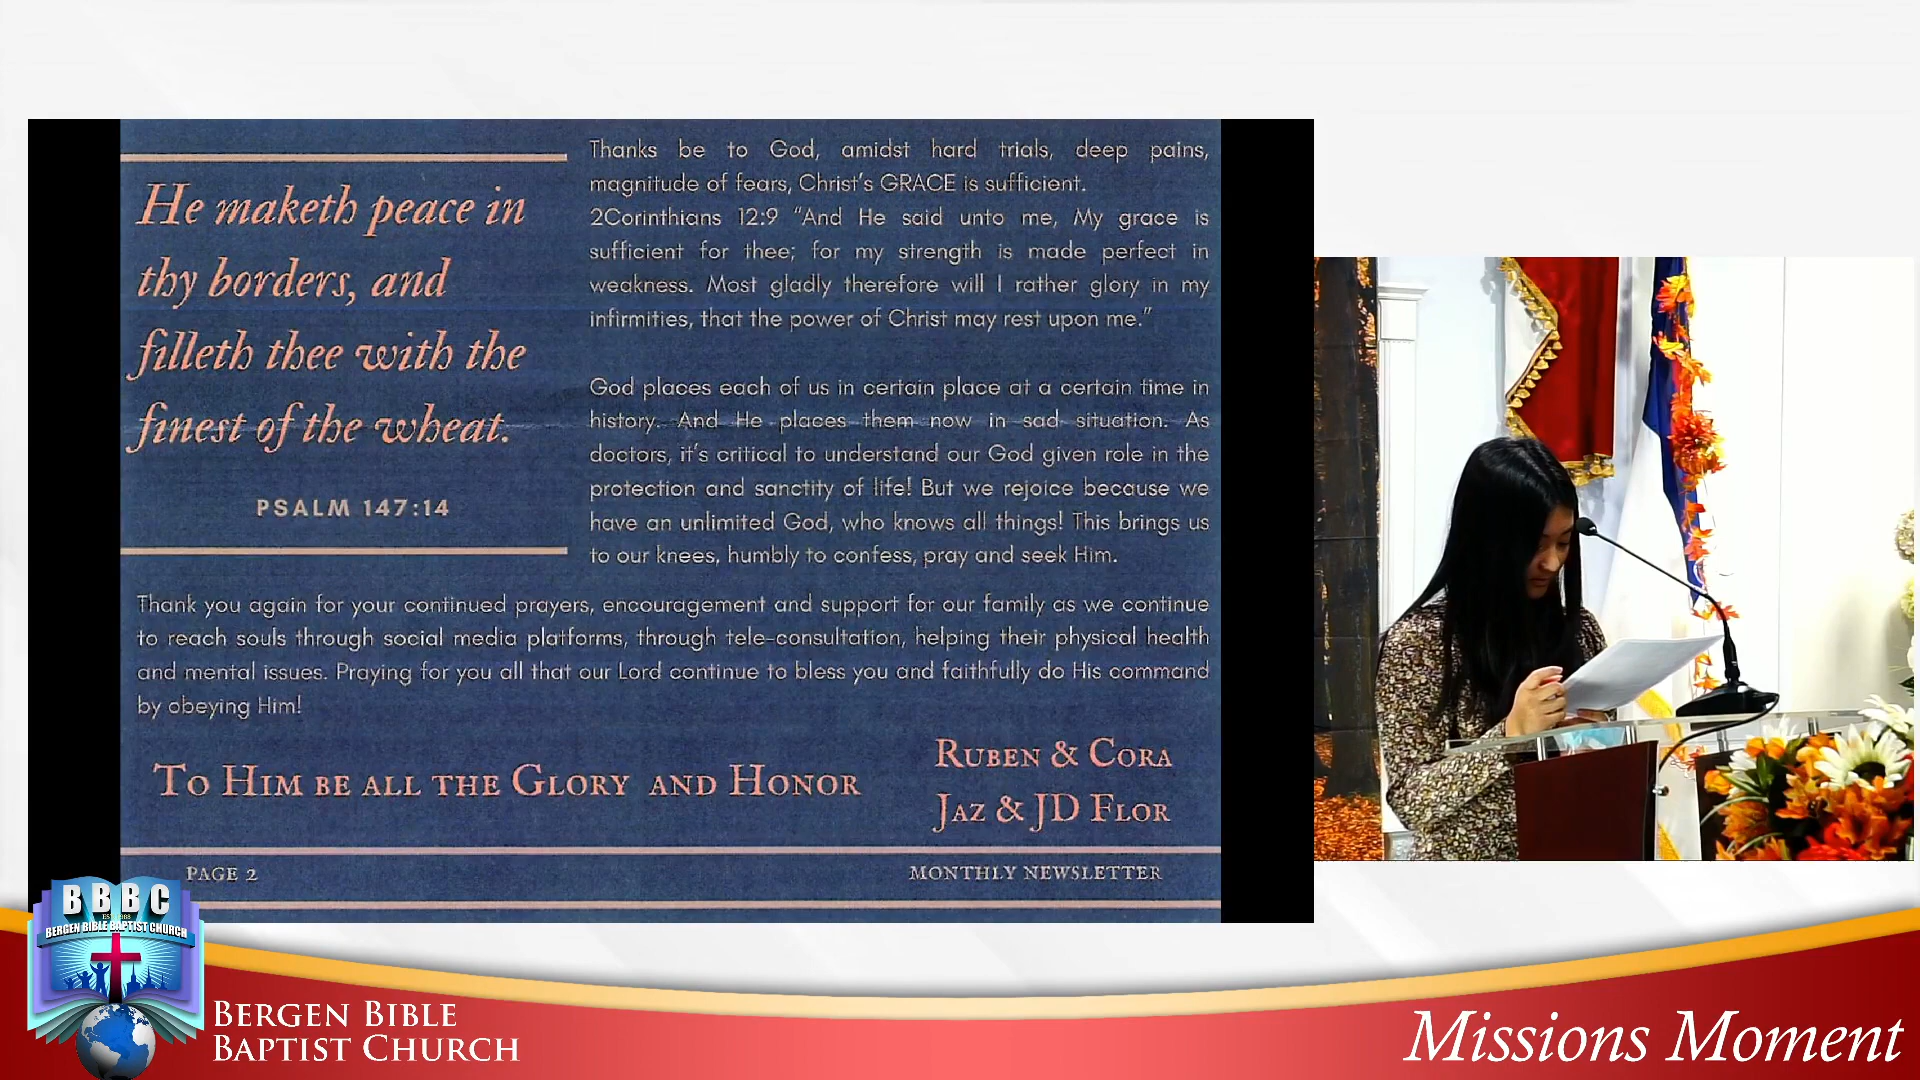 He maketh peace in
thy borders, and
filleth thee with the
finest of the wheat.
PSALM 147:14
Thanks be to God, amidst hard trials, deep pains,
magnitude of fears, Christ's GRACE is sufficient.
2Corinthians 12:9 “And He said unto me, My grace is
sufficient for thee; for my strength is made perfect in
weakness. Most gladly therefore will I rather glory in my
infirmities, that the power of Christ may rest upon me.”
God places each of us in certain place at a certain time in
history. And He places them now in sad situation. As
doctors, it's critical to understand our God given role in the
protection and sanctity of life! But we rejoice because we
have an unlimited God, who knows all things! This brings us
to our knees, humbly to confess, pray and seek Him.
Thank you again for your continued prayers, encouragement and support for our family as we continue
to reach souls through social media platforms, through tele-consultation, helping their physical health
and mental issues. Praying for you all that our Lord continue to bless you and faithfully do His command
by obeying Him!
To Him be all the Glory and Honor
Ruben & Cora
Jaz & JD Flor
PAGE 2
MONTHLY NEWSLETTER
BBBC
BERGEN BIBLE BAPTIST CHURCH
Bergen Bible
Baptist Church
Missions Moment